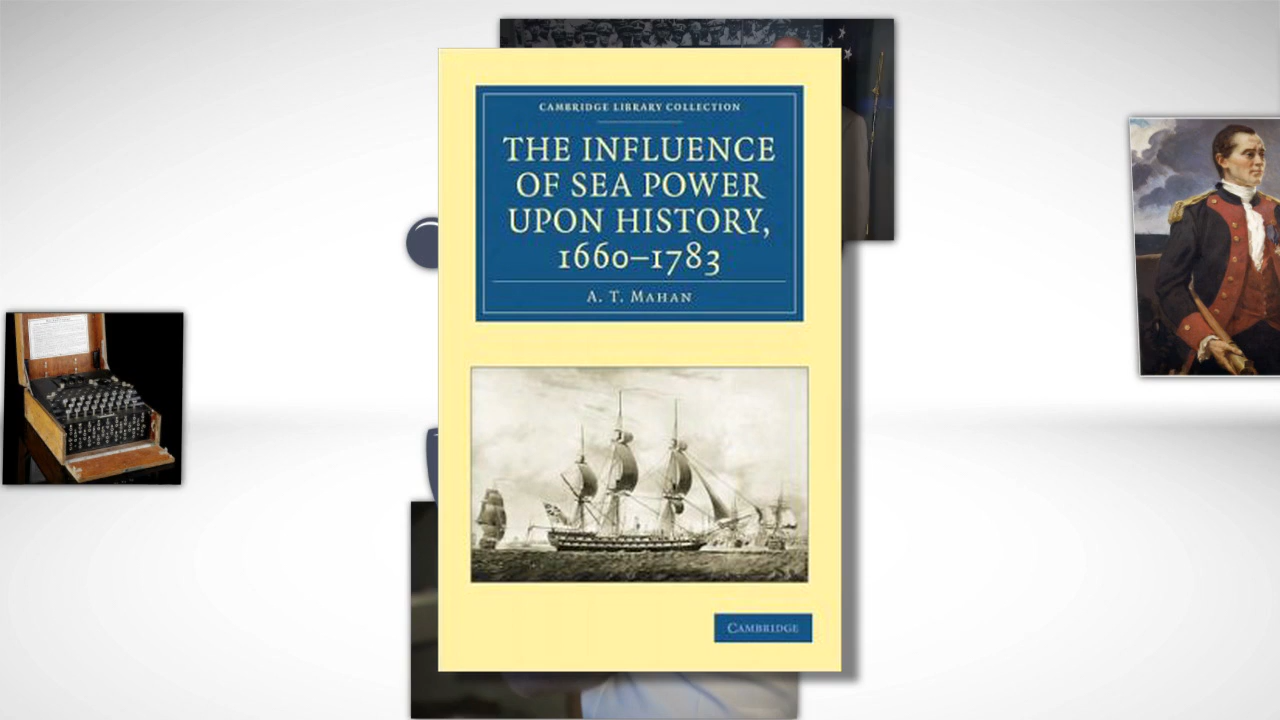 CAMBRIDGE LIBRARY COLLECTION
THE INFLUENCE
OF SEA POWER
UPON HISTORY,
1660–1783
A. T. MAHAN
CAMBRIDGE